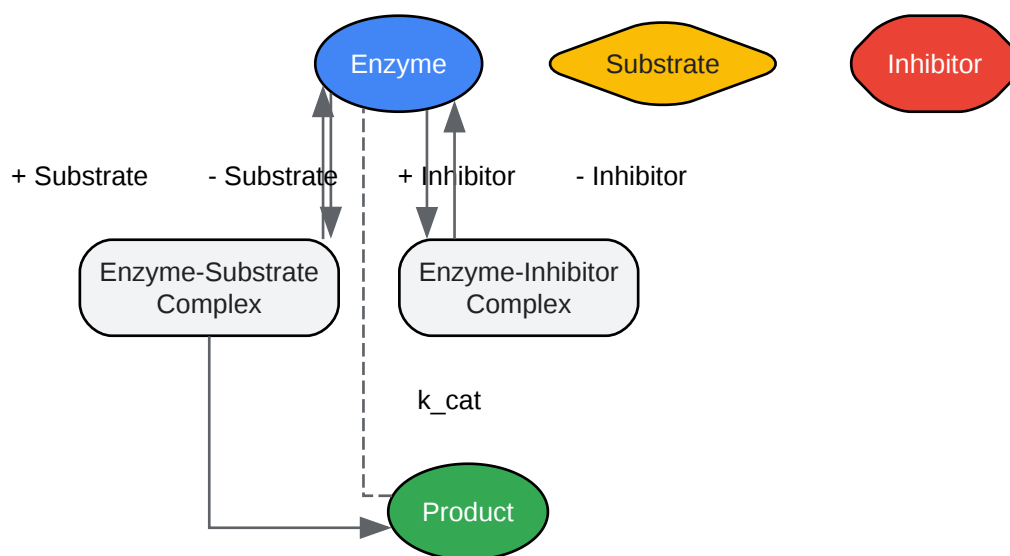 Enzyme
Substrate
Inhibitor
+ Substrate
- Substrate
+ Inhibitor
- Inhibitor
Enzyme-Substrate
Complex
Enzyme-Inhibitor
Complex
k_cat
Product